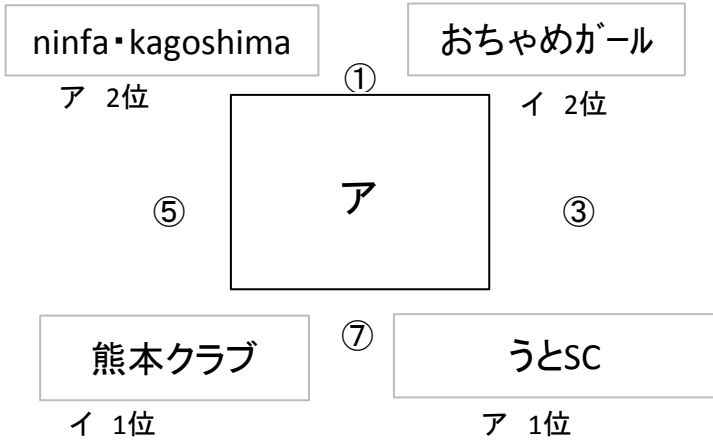 ninfa・kagoshima
おちゃめガール
ア 2位
①
イ 2位
ア
⑤
③
熊本クラブ
⑦
うとSC
イ 1位
ア 1位